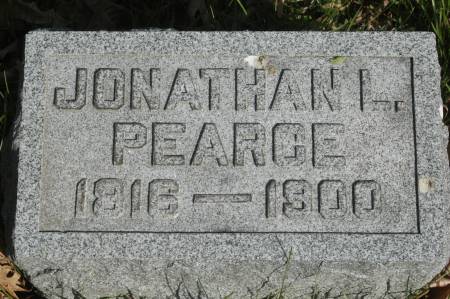 JONATHAN L.
PEARCE
1816 — 1900